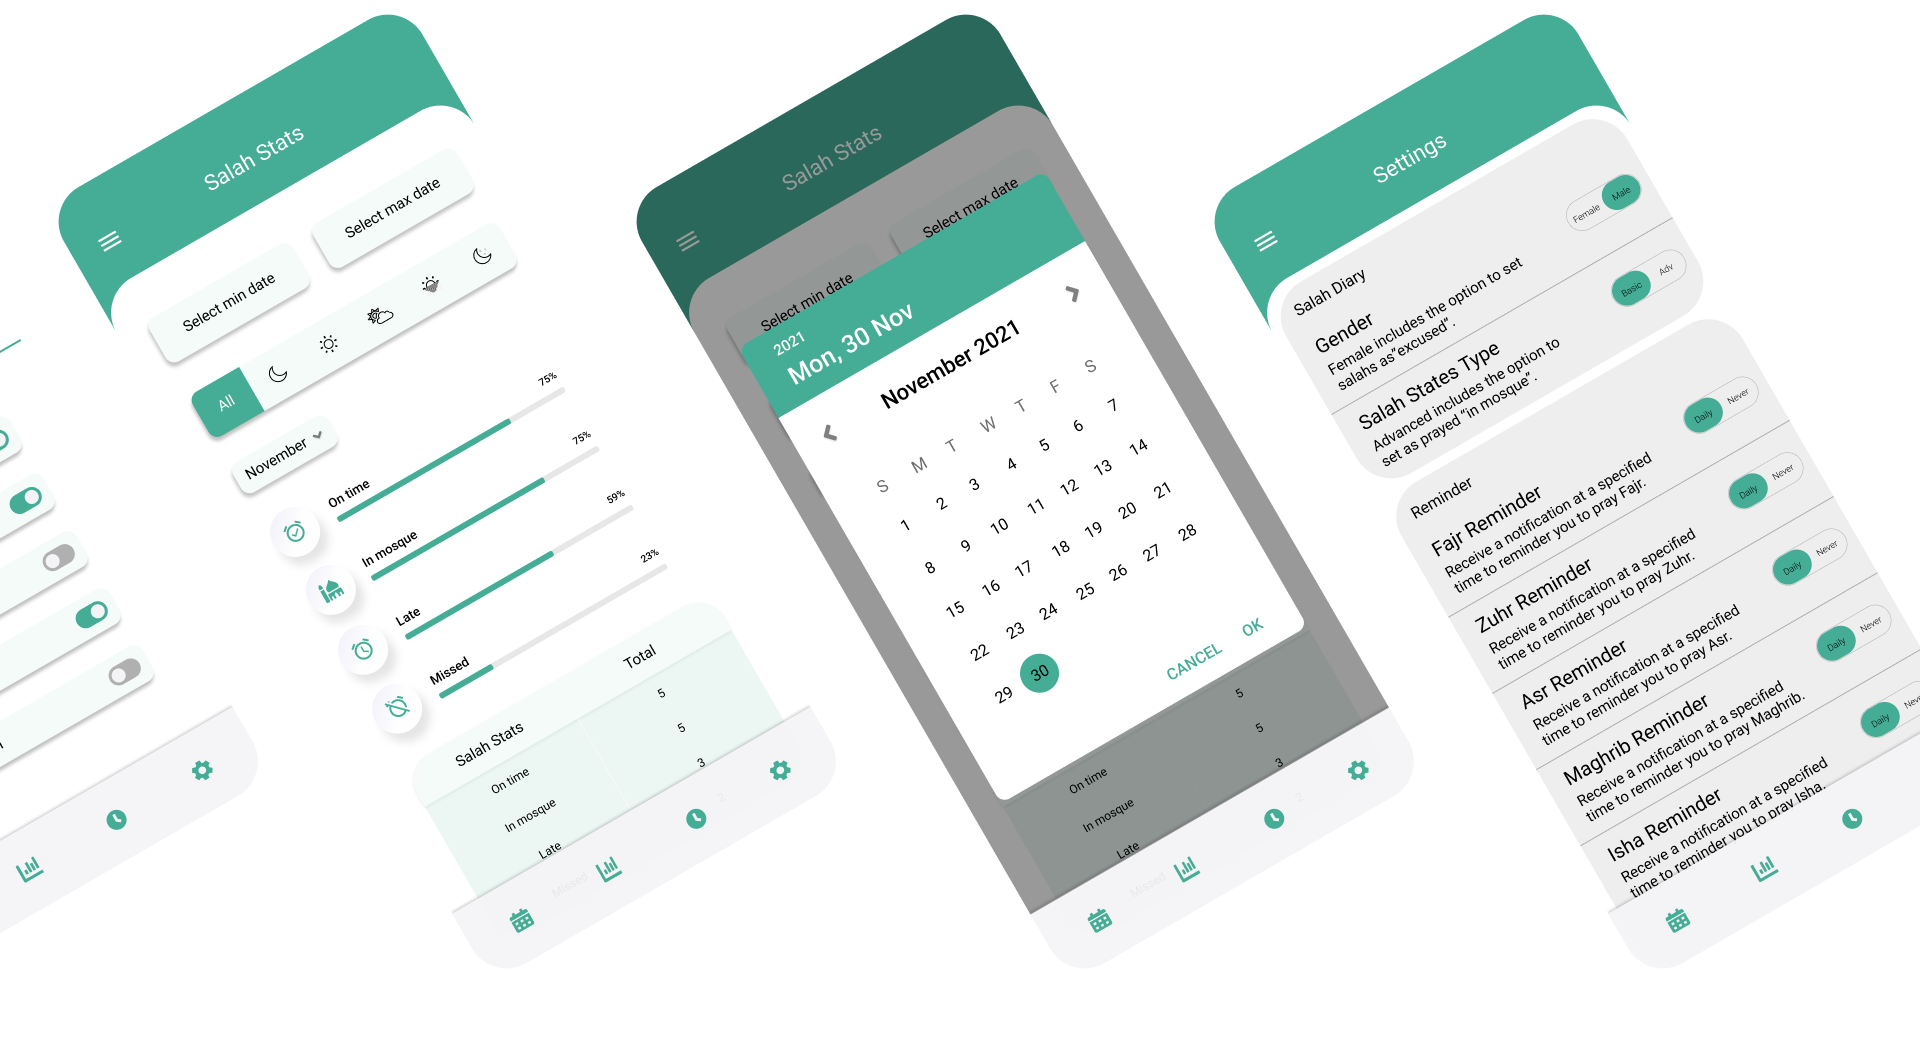 Salah Stats
Select min date
Select max date
All
November
On time
75%
In mosque
75%
Late
59%
Missed
23%
Salah Stats
Total
On time
5
In mosque
5
Late
3
Missed
2
Salah Stats
Select min date
Select max date
2021
Mon, 30 Nov
November 2021
S M T W T F S
1 2 3 4 5 6 7
8 9 10 11 12 13 14
15 16 17 18 19 20 21
22 23 24 25 26 27 28
29 30
CANCEL OK
On time
5
In mosque
5
Late
3
Missed
2
Settings
Salah Diary
Gender
Female includes the option to set
salahs as"excused".
Female Male
Salah States Type
Advanced includes the option to
set as prayed "in mosque".
Basic Adv
Reminder
Fajr Reminder
Receive a notification at a specified
time to reminder you to pray Fajr.
Daily Never
Zuhr Reminder
Receive a notification at a specified
time to reminder you to pray Zuhr.
Daily Never
Asr Reminder
Receive a notification at a specified
time to reminder you to pray Asr.
Daily Never
Maghrib Reminder
Receive a notification at a specified
time to reminder you to pray Maghrib.
Daily Never
Isha Reminder
Receive a notification at a specified
time to reminder you to pray Isha.
Daily Never